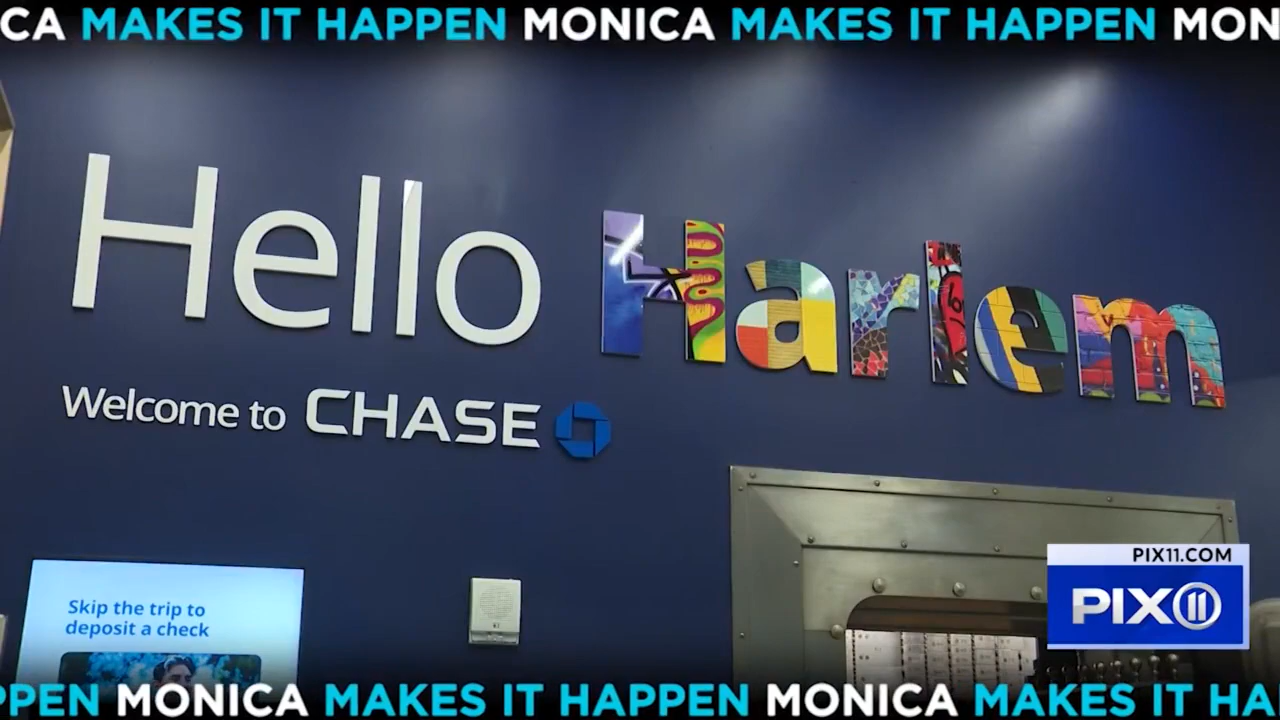 CA MAKES IT HAPPEN MONICA MAKES IT HAPPEN MON
Hello Harlem
Welcome to CHASE
Skip the trip to
deposit a check
PIX11.COM
PIX11
PPEN MONICA MAKES IT HAPPEN MONICA MAKES IT HA